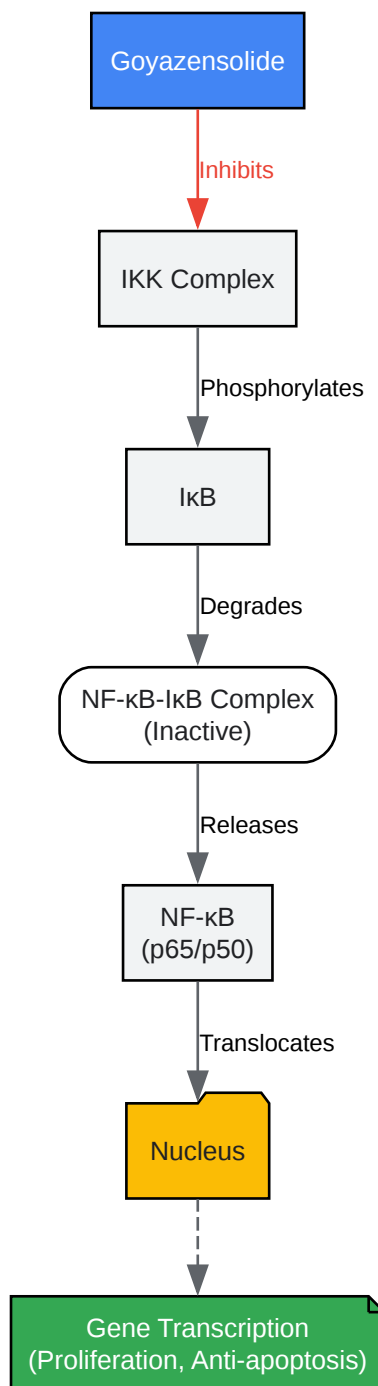 Goyazensolide
Inhibits
IKK Complex
Phosphorylates
IκB
Degrades
NF-κB-IκB Complex
(Inactive)
Releases
NF-κB
(p65/p50)
Translocates
Nucleus
Gene Transcription
(Proliferation, Anti-apoptosis)